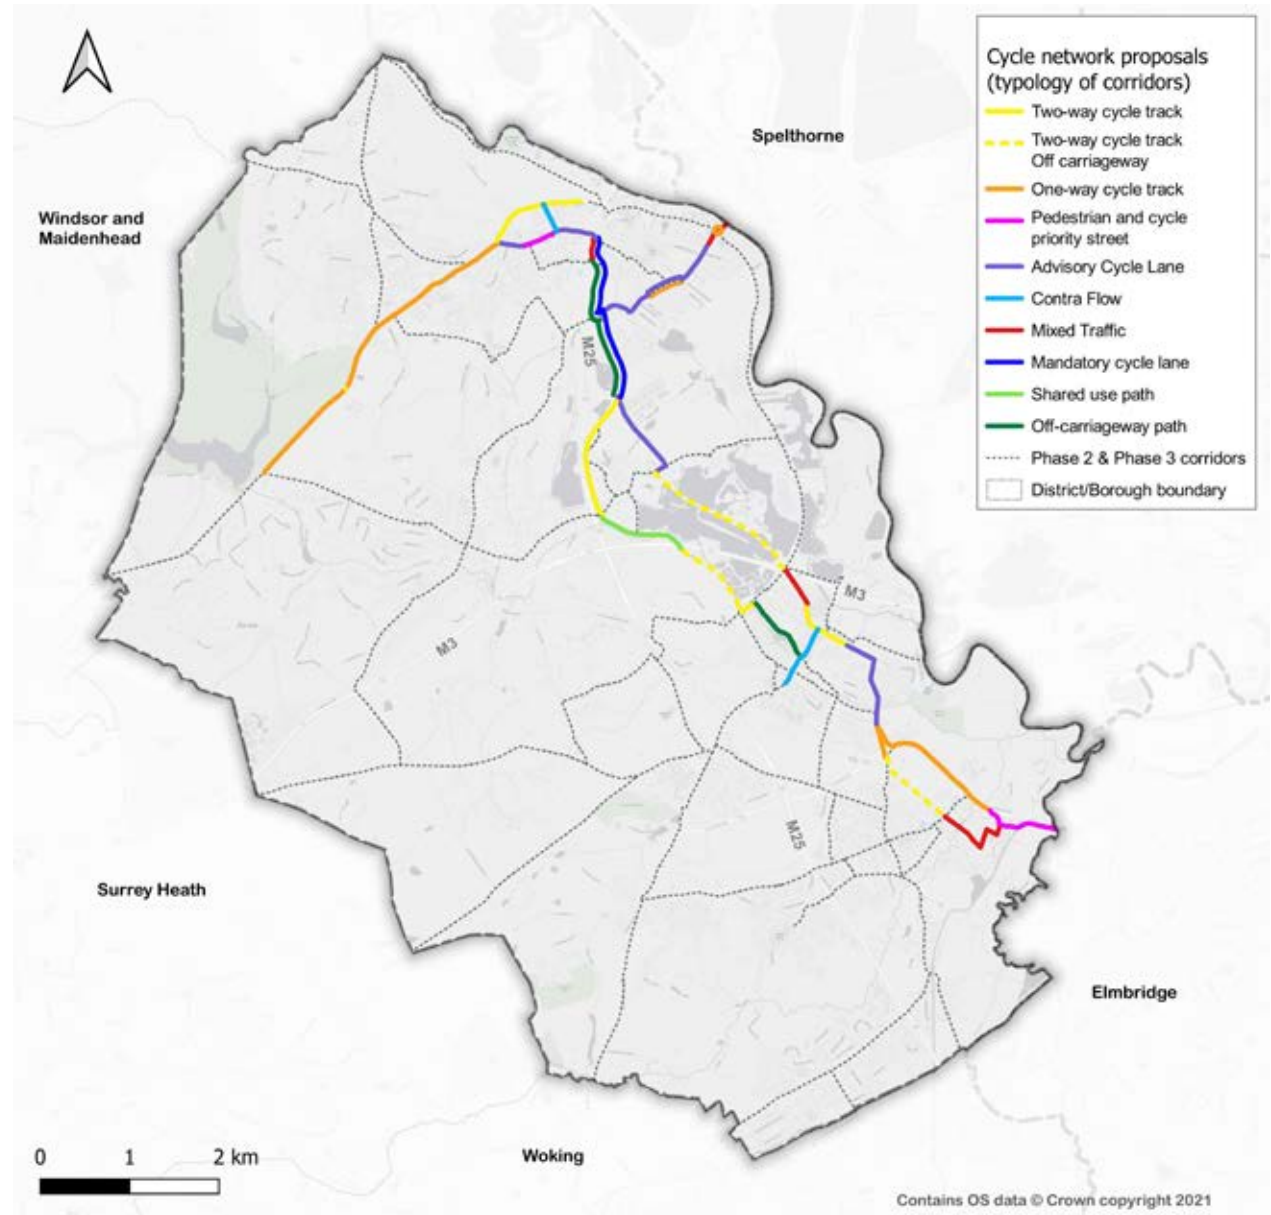 Cycle network proposals
(typology of corridors)
Two-way cycle track
Two-way cycle track
Off carriageway
One-way cycle track
Pedestrian and cycle
priority street
Advisory Cycle Lane
Contra Flow
Mixed Traffic
Mandatory cycle lane
Shared use path
Off-carriageway path
Phase 2 & Phase 3 corridors
District/Borough boundary
Spelthorne
Windsor and
Maidenhead
M25
M3
M3
M25
Surrey Heath
Elmbridge
Woking
0 1 2 km
Contains OS data © Crown copyright 2021